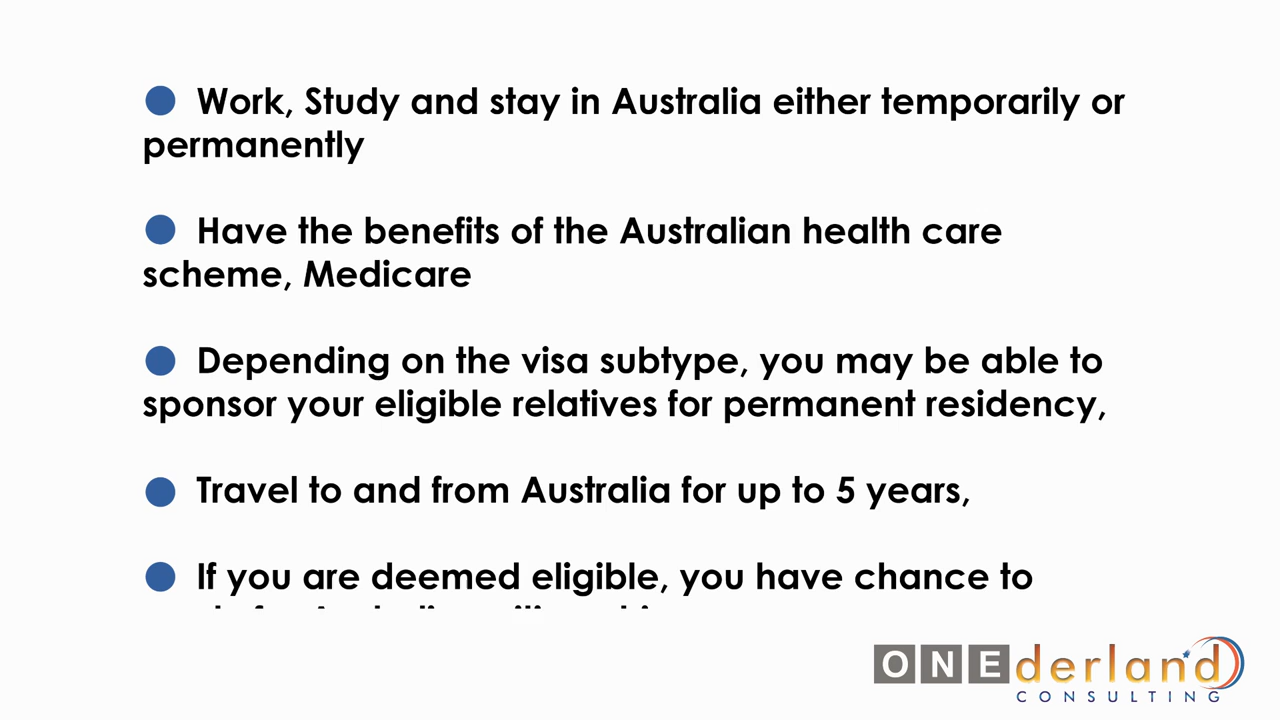 ● Work, Study and stay in Australia either temporarily or
permanently
● Have the benefits of the Australian health care
scheme, Medicare
● Depending on the visa subtype, you may be able to
sponsor your eligible relatives for permanent residency,
● Travel to and from Australia for up to 5 years,
● If you are deemed eligible, you have chance to
ONEderland
CONSULTING